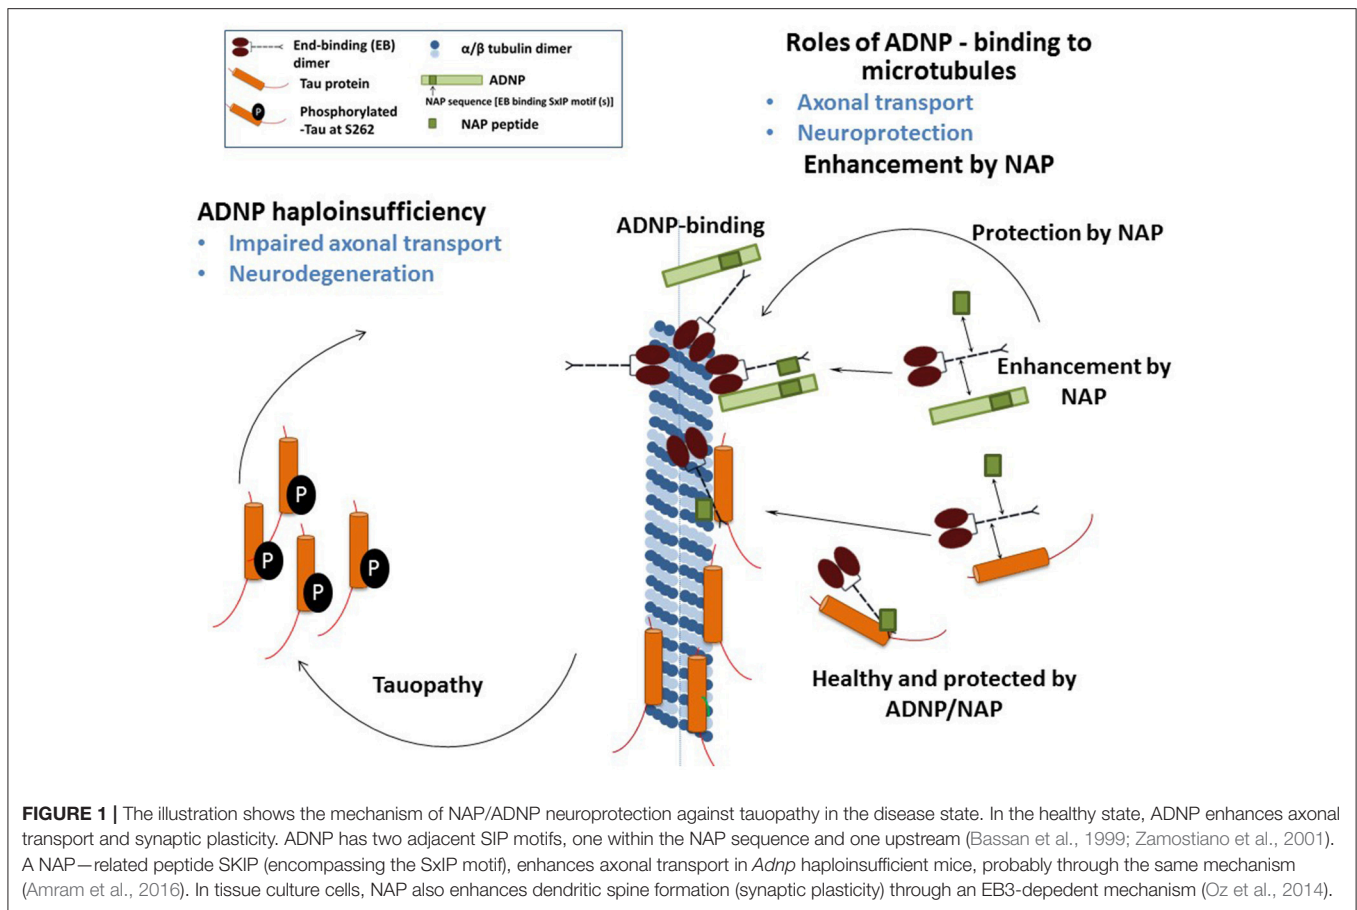 End-binding (EB)
dimer
Tau protein
Phosphorylated
-Tau at S262
P
α/β tubulin dimer
ADNP
NAP sequence [EB binding SxIP motif (s)]
NAP peptide
Roles of ADNP - binding to
microtubules
• Axonal transport
• Neuroprotection
Enhancement by NAP
ADNP haploinsufficiency
• Impaired axonal transport
• Neurodegeneration
ADNP-binding
Protection by NAP
Enhancement by
NAP
P
P
P
P
Tauopathy
Healthy and protected by
ADNP/NAP
FIGURE 1 | The illustration shows the mechanism of NAP/ADNP neuroprotection against tauopathy in the disease state. In the healthy state, ADNP enhances axonal
transport and synaptic plasticity. ADNP has two adjacent SIP motifs, one within the NAP sequence and one upstream (Bassan et al., 1999; Zamostiano et al., 2001).
A NAP—related peptide SKIP (encompassing the SxIP motif), enhances axonal transport in Adnp haploinsufficient mice, probably through the same mechanism
(Amram et al., 2016). In tissue culture cells, NAP also enhances dendritic spine formation (synaptic plasticity) through an EB3-depedent mechanism (Oz et al., 2014).